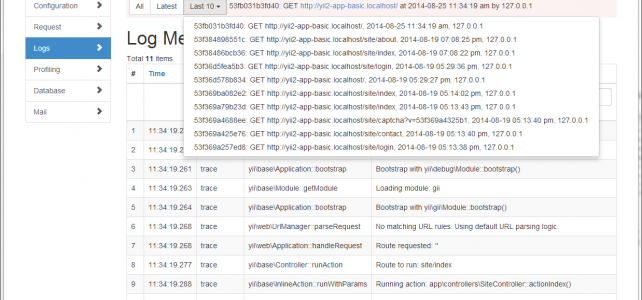 Configuration
Request
Logs
Profiling
Database
Mail
All Latest Last 10 53fb031b3fd40: GET http://yii2-app-basic.localhost/ at 2014-08-25 11:34:19 am by 127.0.0.1
53fb031b3fd40: GET http://yii2-app-basic.localhost/, 2014-08-25 11:34:19 am, 127.0.0.1
53f384898551c: GET http://yii2-app-basic.localhost/site/about, 2014-08-19 07:08:25 pm, 127.0.0.1
53f38486bcb36: GET http://yii2-app-basic.localhost/site/index, 2014-08-19 07:08:22 pm, 127.0.0.1
53f36d5fea5b3: GET http://yii2-app-basic.localhost/site/login, 2014-08-19 05:29:36 pm, 127.0.0.1
53f36d578b834: GET http://yii2-app-basic.localhost/, 2014-08-19 05:29:27 pm, 127.0.0.1
53f369ba082e2: GET http://yii2-app-basic.localhost/site/index, 2014-08-19 05:14:02 pm, 127.0.0.1
53f369a79b23d: GET http://yii2-app-basic.localhost/site/index, 2014-08-19 05:13:43 pm, 127.0.0.1
53f369a4688ee: GET http://yii2-app-basic.localhost/site/captcha?v=53f369a4325b1, 2014-08-19 05:13:40 pm, 127.0.0.1
53f369a425e76: GET http://yii2-app-basic.localhost/site/contact, 2014-08-19 05:13:40 pm, 127.0.0.1
53f369a257ed8: GET http://yii2-app-basic.localhost/site/login, 2014-08-19 05:13:38 pm, 127.0.0.1
Log Me
Total 11 items
# Time
1 11:34:19.2
2 11:34:19.2
3 11:34:19.261 trace yii\base\Application::bootstrap Bootstrap with yii\debug\Module::bootstrap()
4 11:34:19.263 trace yii\base\Module::getModule Loading module: gii
5 11:34:19.264 trace yii\base\Application::bootstrap Bootstrap with yii\gii\Module::bootstrap()
6 11:34:19.268 trace yii\web\UrlManager::parseRequest No matching URL rules. Using default URL parsing logic.
7 11:34:19.268 trace yii\web\Application::handleRequest Route requested: ''
8 11:34:19.277 trace yii\base\Controller::runAction Route to run: site/index
9 11:34:19.288 trace yii\base\InlineAction::runWithParams Running action: app\controllers\SiteController::actionIndex()